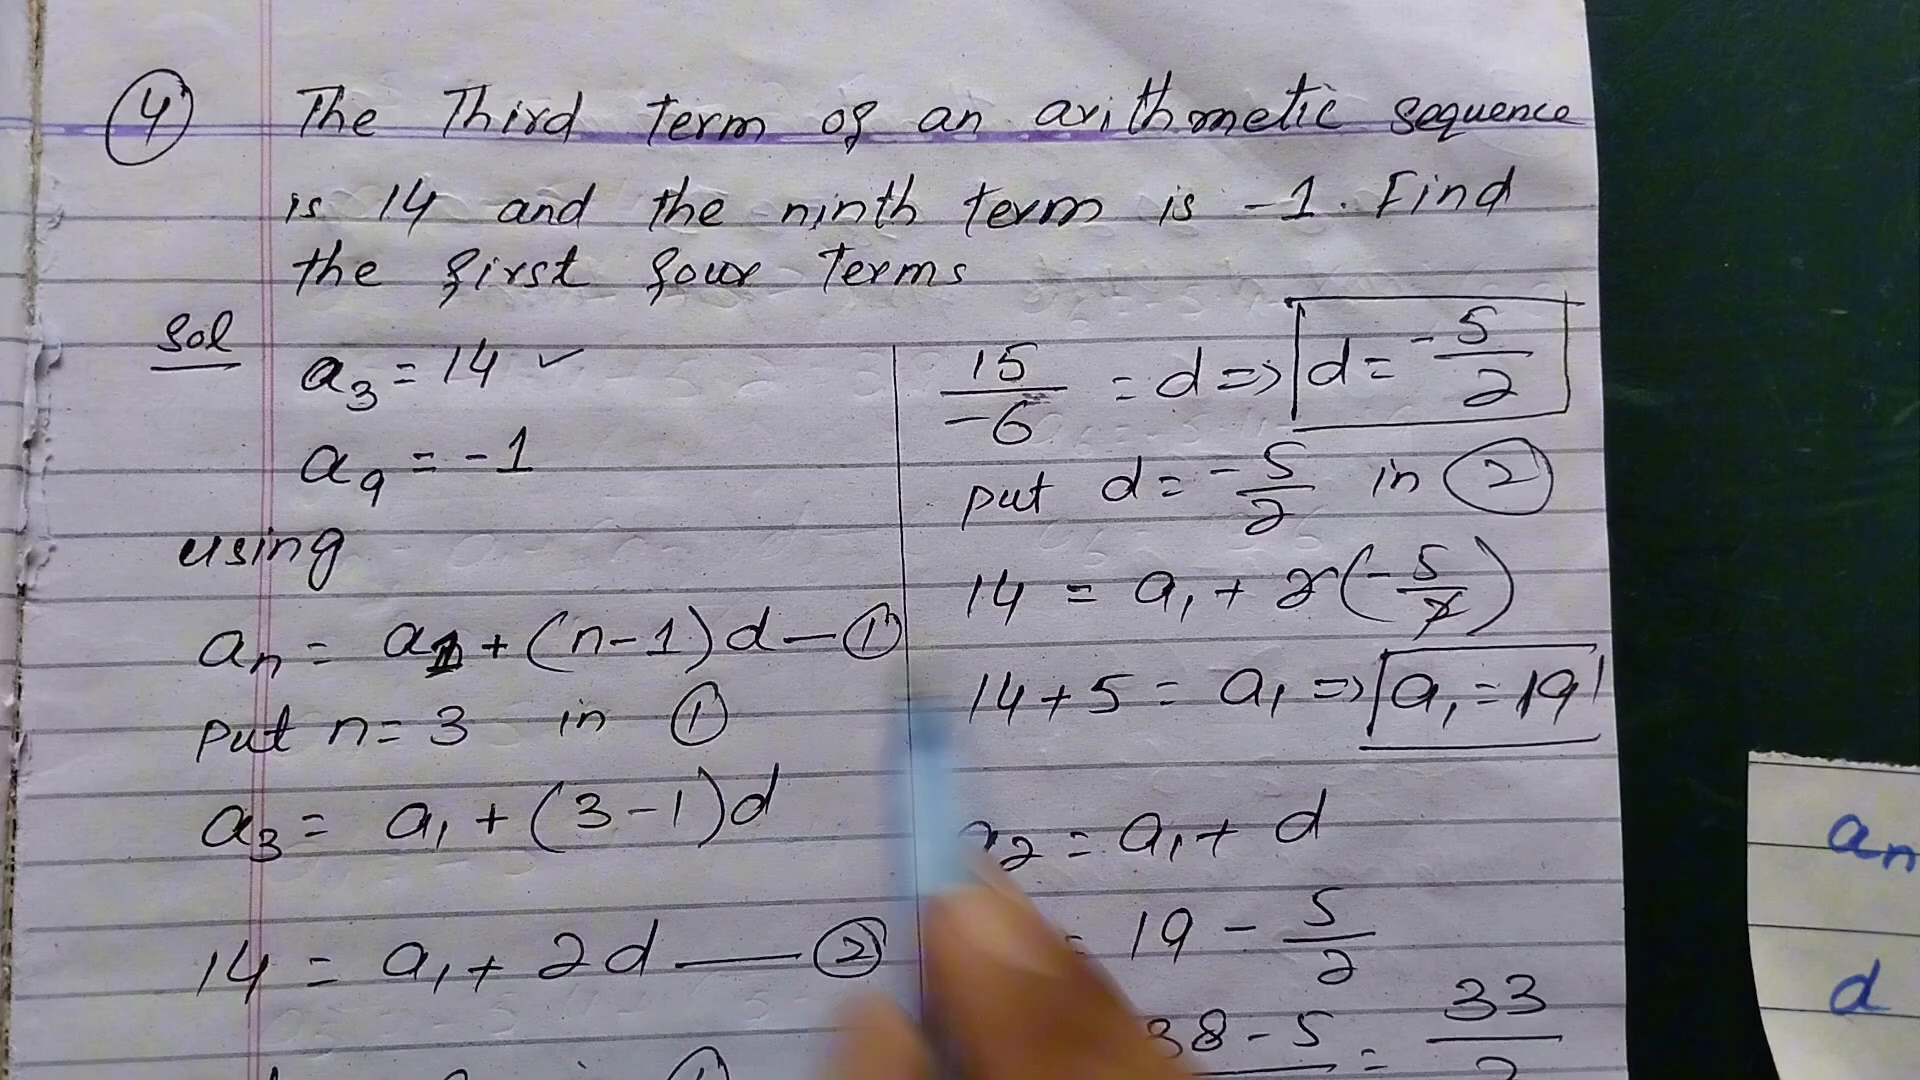 ④ The Third term of an arithmetic sequence
is 14 and the ninth term is -1. Find
the first four terms
Sol
a₃ = 14 ✓
a₉ = -1
using
aₙ = a₁ + (n-1)d — ①
put n = 3 in ①
a₃ = a₁ + (3-1)d
14 = a₁ + 2d — ②
①
15/-6 = d => d = -5/2
put d = -5/2 in ②
14 = a₁ + 2(-5/2)
14 + 5 = a₁ => a₁ = 19
a₂ = a₁ + d
= 19 - 5/2
38 - 5 = 33/2
aₙ
d